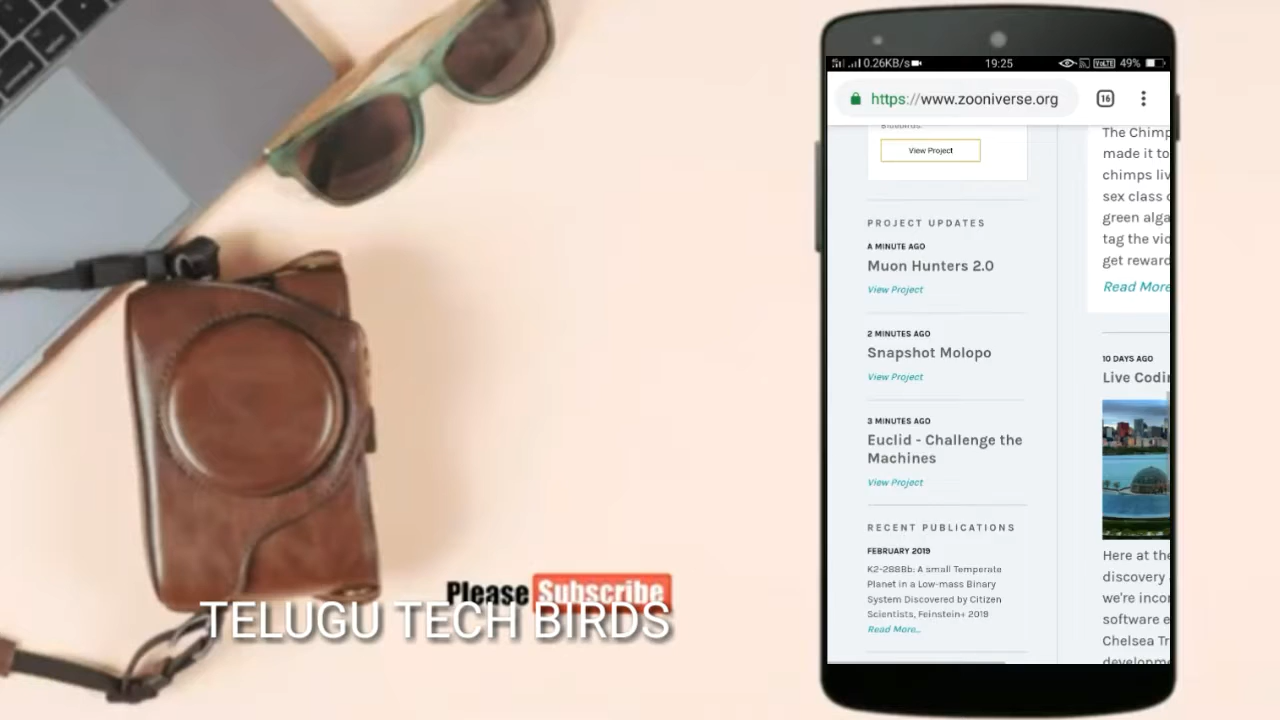 0.26KB/s
19:25
VoLTE
49%
https://www.zooniverse.org
16
Bluebirds.
View Project
PROJECT UPDATES
A MINUTE AGO
Muon Hunters 2.0
View Project
2 MINUTES AGO
Snapshot Molopo
View Project
3 MINUTES AGO
Euclid - Challenge the
Machines
View Project
RECENT PUBLICATIONS
FEBRUARY 2019
K2-288Bb: A small Temperate
Planet in a Low-mass Binary
System Discovered by Citizen
Scientists, Feinstein+ 2019
Read More...
The Chimp
made it to
chimps liv
sex class o
green alga
tag the vid
get reward
Read More
10 DAYS AGO
Live Codin
Here at the
discovery
we're incor
software e
Chelsea Tr
developme
Please Subscribe
TELUGU TECH BIRDS